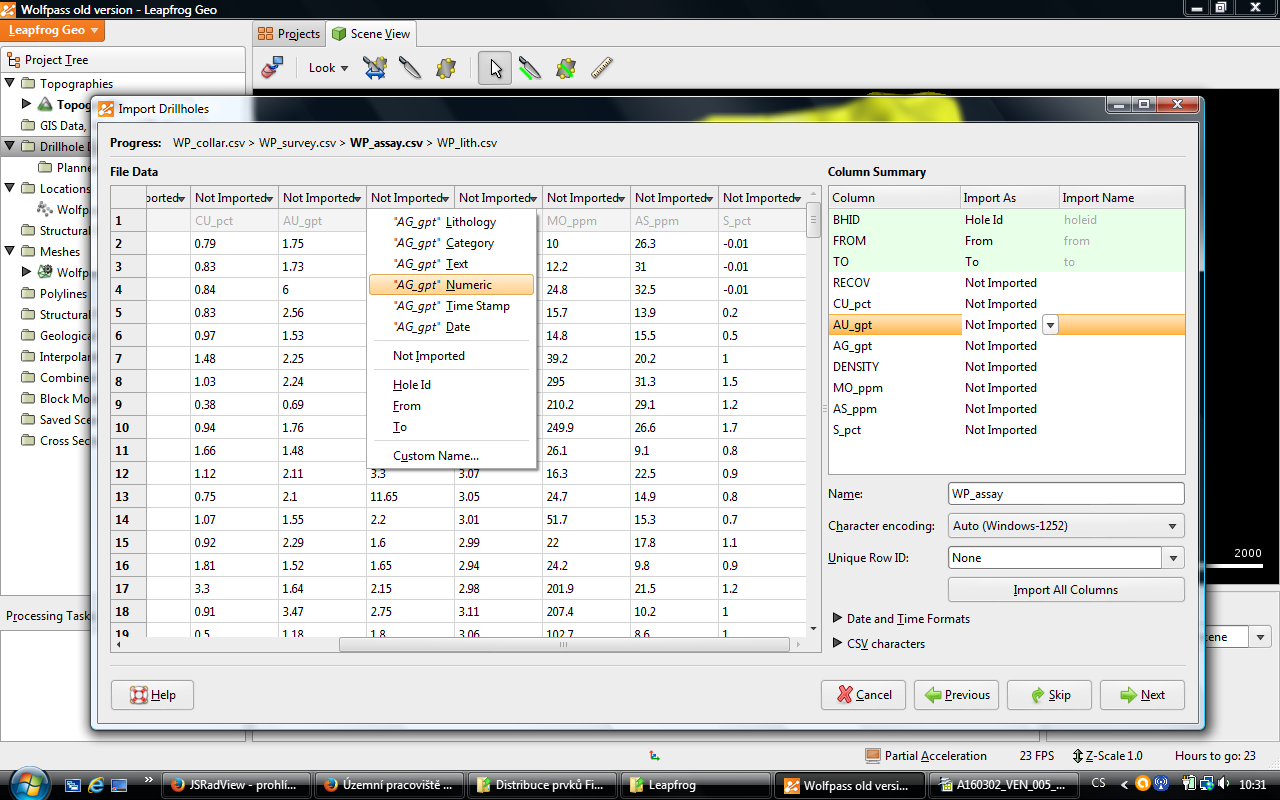 Wolfpass old version - Leapfrog Geo
Leapfrog Geo
Projects
Scene View
Project Tree
Look
Topographies
Topog
GIS Data,
Drillhole D
Planne
Locations
Wolfp
Structural
Meshes
Wolfp
Polylines
Structural
Geologica
Interpolan
Combine
Block Mo
Saved Sce
Cross Sec
Processing Task
Import Drillholes
Progress: WP_collar.csv > WP_survey.csv > WP_assay.csv > WP_lith.csv
File Data
orted Not Imported Not Imported Not Imported Not Imported Not Imported Not Imported Not Imported
1 CU_pct AU_gpt MO_ppm AS_ppm S_pct
2 0.79 1.75 10 26.3 -0.01
3 0.83 1.73 12.2 31 -0.01
4 0.84 6 24.8 32.5 -0.01
5 0.83 2.56 15.7 13.9 0.2
6 0.97 1.53 14.8 15.5 0.5
7 1.48 2.25 39.2 20.2 1
8 1.03 2.24 295 31.3 1.5
9 0.38 0.69 210.2 29.1 1.2
10 0.94 1.76 249.9 26.6 1.7
11 1.66 1.48 26.1 9.1 0.8
12 1.12 2.11 3.3 3.07 16.3 22.5 0.9
13 0.75 2.1 11.65 3.05 24.7 14.9 0.8
14 1.07 1.55 2.2 3.01 51.7 15.3 0.7
15 0.92 2.29 1.6 2.99 22 17.8 1.1
16 1.81 1.52 1.65 2.94 24.2 9.8 0.9
17 3.3 1.64 2.15 2.98 201.9 21.5 1.2
18 0.91 3.47 2.75 3.11 207.4 10.2 1
19 0.5 1.18 1.8 3.06 102.7 8.6 1
"AG_gpt" Lithology
"AG_gpt" Category
"AG_gpt" Text
"AG_gpt" Numeric
"AG_gpt" Time Stamp
"AG_gpt" Date
Not Imported
Hole Id
From
To
Custom Name...
Column Summary
Column Import As Import Name
BHID Hole Id holeid
FROM From from
TO To to
RECOV Not Imported
CU_pct Not Imported
AU_gpt Not Imported
AG_gpt Not Imported
DENSITY Not Imported
MO_ppm Not Imported
AS_ppm Not Imported
S_pct Not Imported
Name: WP_assay
Character encoding: Auto (Windows-1252)
Unique Row ID: None
Import All Columns
Date and Time Formats
CSV characters
Help
Cancel
Previous
Skip
Next
2000
cene
Partial Acceleration
23 FPS
Z-Scale 1.0
Hours to go: 23
JSRadView - prohlí...
Územní pracoviště ...
Distribuce prvků Fi...
Leapfrog
Wolfpass old versio...
A160302_VEN_005_...
CS
10:31